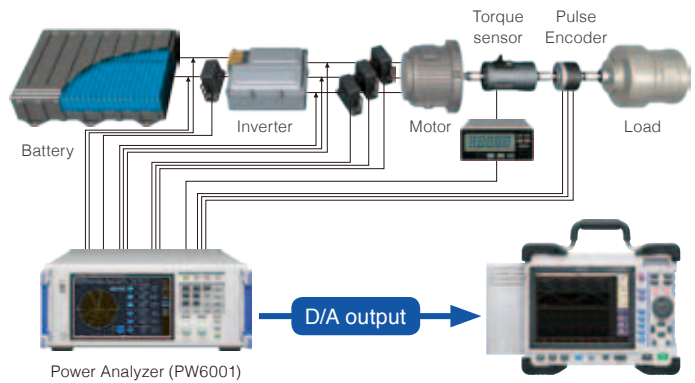 Torque
sensor
Pulse
Encoder
Battery
Inverter
Motor
Load
D/A output
Power Analyzer (PW6001)